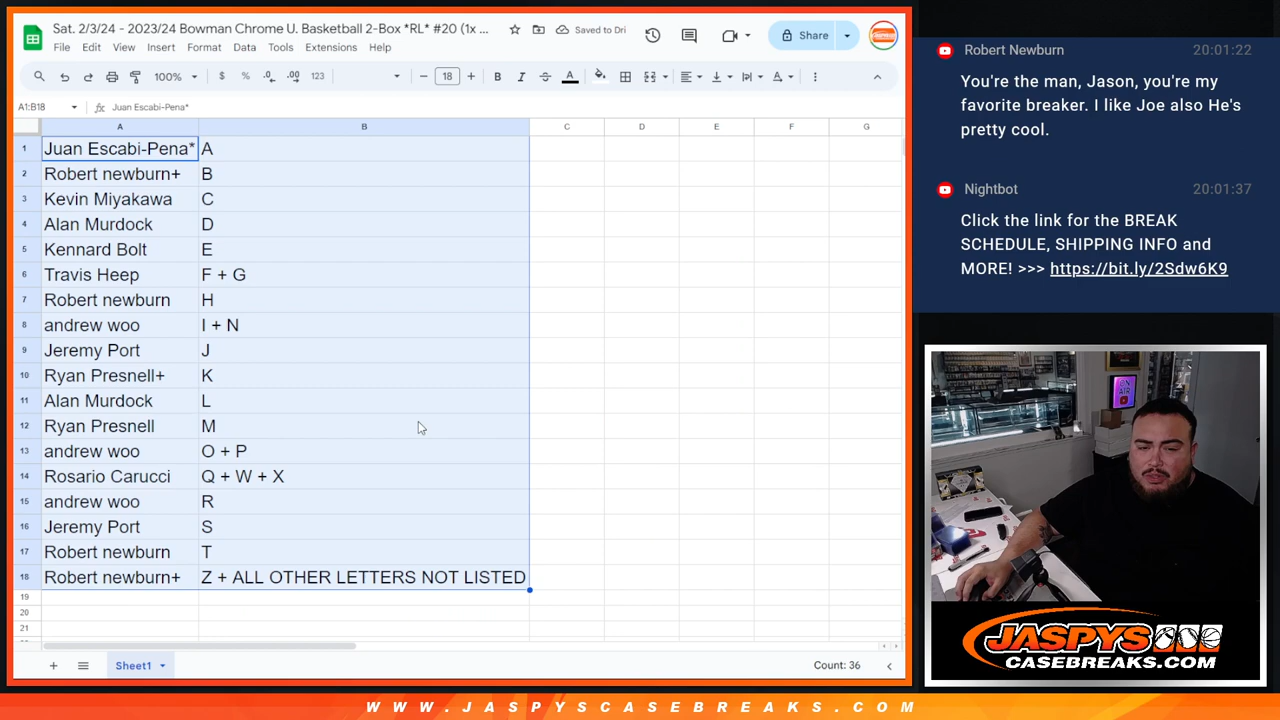 Sat. 2/3/24 - 2023/24 Bowman Chrome U. Basketball 2-Box *RL* #20 (1x ...
Saved to Dri
Share
File Edit View Insert Format Data Tools Extensions Help
100% $ % .0 .00 123 18
A1:B18 fx Juan Escabi-Pena*
A B C D E F G
1 Juan Escabi-Pena* A
2 Robert newburn+ B
3 Kevin Miyakawa C
4 Alan Murdock D
5 Kennard Bolt E
6 Travis Heep F + G
7 Robert newburn H
8 andrew woo I + N
9 Jeremy Port J
10 Ryan Presnell+ K
11 Alan Murdock L
12 Ryan Presnell M
13 andrew woo O + P
14 Rosario Carucci Q + W + X
15 andrew woo R
16 Jeremy Port S
17 Robert newburn T
18 Robert newburn+ Z + ALL OTHER LETTERS NOT LISTED
19
20
21
Sheet1
Count: 36
Robert Newburn 20:01:22
You're the man, Jason, you're my
favorite breaker. I like Joe also He's
pretty cool.
Nightbot 20:01:37
Click the link for the BREAK
SCHEDULE, SHIPPING INFO and
MORE! >>> https://bit.ly/2Sdw6K9
ON
AIR
JASPYS
CASEBREAKS.COM
WWW.JASPYSCASEBREAKS.COM